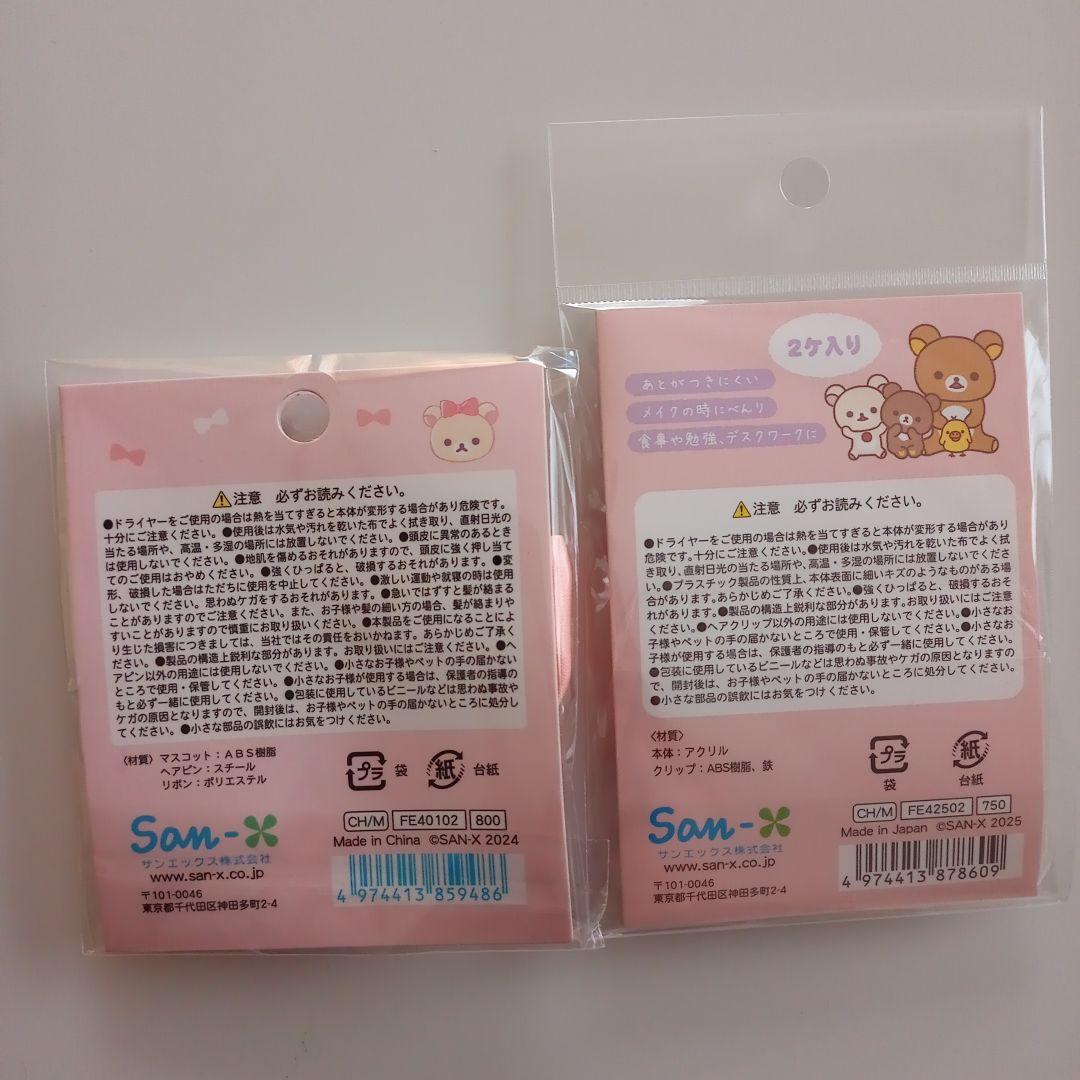 ⚠注意 必ずお読みください。
●ドライヤーをご使用の場合は熱を当てすぎると本体が変形する場合があり危険です。
十分にご注意ください。●使用後は水気や汚れを乾いた布でよく拭き取り、直射日光の
当たる場所や、高温・多湿の場所には放置しないでください。●頭皮に異常のあるとき
は使用しないでください。●地肌を傷めるおそれがありますので、頭皮に強く押し当
てのご使用はおやめください。●強くひっぱると、破損するおそれがあります。●変
形、破損した場合はただちに使用を中止してください。●激しい運動や就寝の時は使用
しないでください。思わぬケガをするおそれがあります。●急いではずすと髪が絡まる
ことがありますのでご注意ください。また、お子様や髪の細い方の場合、髪が絡まりや
すいことがありますので慎重にお取り扱いください。●本製品をご使用になることによ
り生じた損害につきましては、当社ではその責任をおいかねます。あらかじめご了承く
ださい。●製品の構造上鋭利な部分があります。お取り扱いにはご注意ください。●ヘ
アピン以外の用途には使用しないでください。●小さなお子様やペットの手の届かない
ところで使用・保管してください。●小さなお子様が使用する場合は、保護者の指導の
もと必ず一緒に使用してください。●包装に使用しているビニールなどは思わぬ事故や
ケガの原因となりますので、開封後は、お子様やペットの手の届かないところに処分し
てください。●小さな部品の誤飲にはお気をつけください。
〈材質〉マスコット：ABS樹脂
ヘアピン：スチール
リボン：ポリエステル
プラ 袋 紙 台紙
San-X
サンエックス株式会社
www.san-x.co.jp
〒101-0046
東京都千代田区神田多町2-4
CH/M FE40102 800
Made in China ©SAN-X 2024
4 974413 859486
2ケ入り
あとがつきにくい
メイクの時にべんり
食事や勉強、デスクワークに
⚠注意 必ずお読みください。
●ドライヤーをご使用の場合は熱を当てすぎると本体が変形する場合があり
危険です。十分にご注意ください。●使用後は水気や汚れを乾いた布でよく拭
き取り、直射日光の当たる場所や、高温・多湿の場所には放置しないでくださ
い。●プラスチック製品の性質上、本体表面に細いキズのようなものがある場
合があります。あらかじめご了承ください。●強くひっぱると、破損するおそれ
があります。●製品の構造上鋭利な部分があります。お取り扱いにはご注意
ください。●ヘアクリップ以外の用途には使用しないでください。●小さなお
子様やペットの手の届かないところで使用・保管してください。●小さなお
子様が使用する場合は、保護者の指導のもと必ず一緒に使用してください。
●包装に使用しているビニールなどは思わぬ事故やケガの原因となりますの
で、開封後は、お子様やペットの手の届かないところに処分してください。
●小さな部品の誤飲にはお気をつけください。
〈材質〉
本体：アクリル
クリップ：ABS樹脂、鉄
プラ 紙
袋 台紙
San-X
サンエックス株式会社
www.san-x.co.jp
〒101-0046
東京都千代田区神田多町2-4
CH/M FE42502 750
Made in Japan ©SAN-X 2025
4 974413 878609